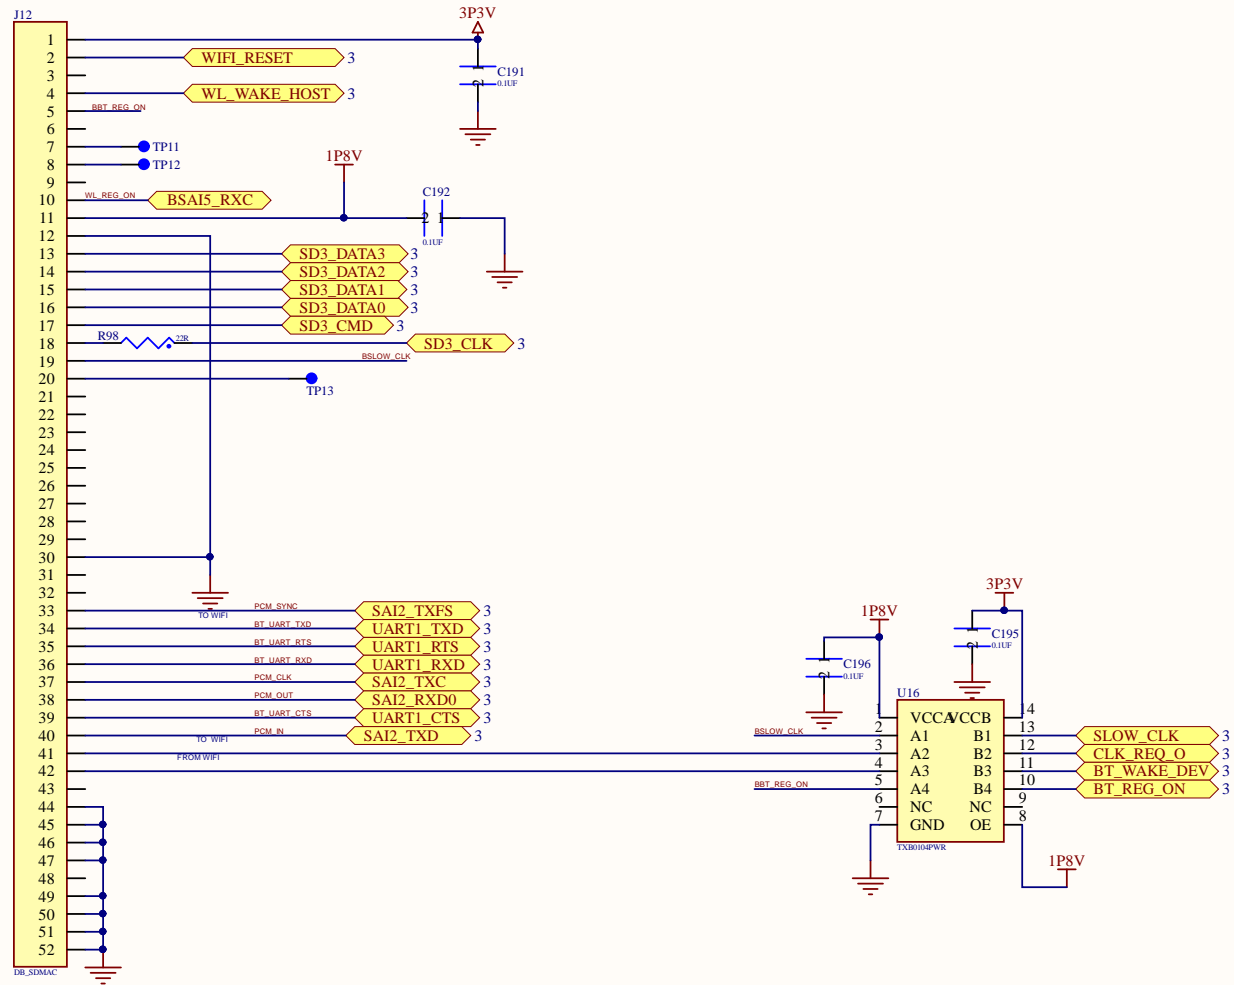 J12
3P3V
1
2 WIFI_RESET 3
3 C191
0.1UF
1
2
4 WL_WAKE_HOST 3
BBT_REG_ON
5
6
7 TP11
8 TP12
1P8V
9
WL_REG_ON
10 BSAI5_RXC
C192
11 2 1
0.1UF
12
13 SD3_DATA3 3
14 SD3_DATA2 3
15 SD3_DATA1 3
16 SD3_DATA0 3
17 SD3_CMD 3
18 R98 22R SD3_CLK 3
BSLOW_CLK
19
20 TP13
21
22
23
24
25
26
27
28
29
30
31
32
PCM_SYNC
33 TO WIFI SAI2_TXFS 3
BT_UART_TXD
34 UART1_TXD 3
BT_UART_RTS
35 UART1_RTS 3
BT_UART_RXD
36 UART1_RXD 3
PCM_CLK
37 SAI2_TXC 3
PCM_OUT
38 SAI2_RXD0 3
BT_UART_CTS
39 UART1_CTS 3
PCM_IN
40 TO WIFI SAI2_TXD 3
41 FROM WIFI
42
43
44
45
46
47
48
49
50
51
52
DB_SDMAC
3P3V
1P8V
1
2
C195
0.1UF
1
2
C196
0.1UF
U16
1 VCCA VCCB 14
BSLOW_CLK 2 A1 B1 13 SLOW_CLK 3
3 A2 B2 12 CLK_REQ_O 3
4 A3 B3 11 BT_WAKE_DEV 3
BBT_REG_ON 5 A4 B4 10 BT_REG_ON 3
6 NC NC 9
7 GND OE 8
TXB0104PWR
1P8V